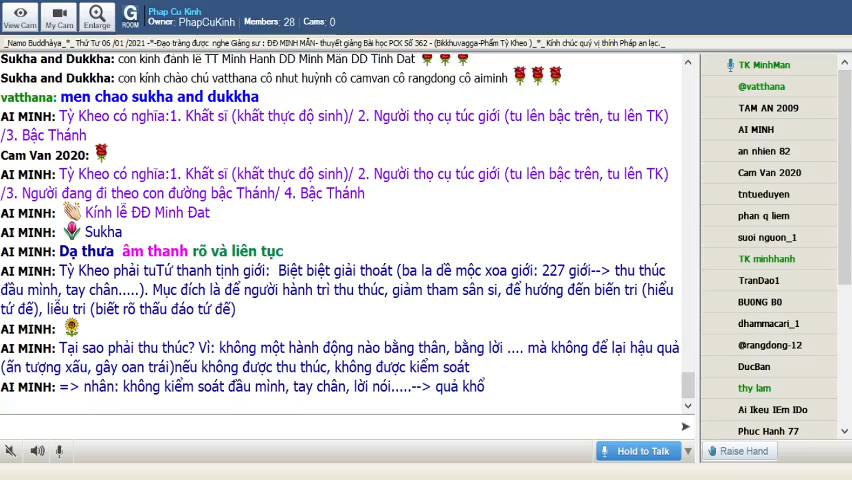 Phap Cu Kinh
Owner: PhapCuKinh Members: 28 Cams: 0
View Cam My Cam Enlarge G ROOM
_Namo Buddhàya_*_ Thứ Tư 06 /01 /2021 -*-Đạo tràng được nghe Giảng sư : ĐĐ MINH MẪN- thuyết giảng Bài học PCK Số 362 - (Bikkhuvagga-Phẩm Tỳ Kheo )_*_ Kính chúc quý vị thính Pháp an lạc._
Sukha and Dukkha: con kính đảnh lễ TT Minh Hạnh DD Minh Mẫn DD Tinh Dat
Sukha and Dukkha: con kính chào chú vatthana cô nhut huỳnh cô camvan cô rangdong cô aiminh
vatthana: men chao sukha and dukkha
AI MINH: Tỳ Kheo có nghĩa:1. Khất sĩ (khất thực độ sinh)/ 2. Người thọ cụ túc giới (tu lên bậc trên, tu lên TK)
/3. Bậc Thánh
Cam Van 2020:
AI MINH: Tỳ Kheo có nghĩa:1. Khất sĩ (khất thực độ sinh)/ 2. Người thọ cụ túc giới (tu lên bậc trên, tu lên TK)
/3. Người đang đi theo con đường bậc Thánh/ 4. Bậc Thánh
AI MINH: Kính lễ ĐĐ Minh Đạt
AI MINH: Sukha
AI MINH: Dạ thưa âm thanh rõ và liên tục
AI MINH: Tỳ Kheo phải tuTứ thanh tịnh giới: Biệt biệt giải thoát (ba la đề mộc xoa giới: 227 giới--> thu thúc
đầu mình, tay chân.....). Mục đích là để người hành trì thu thúc, giảm tham sân si, để hướng đến biến tri (hiểu
tứ đế), liễu tri (biết rõ thấu đáo tứ đế)
AI MINH:
AI MINH: Tại sao phải thu thúc? Vì: không một hành động nào bằng thân, bằng lời .... mà không để lại hậu quả
(ấn tượng xấu, gây oan trái)nếu không được thu thúc, không được kiểm soát
AI MINH: => nhân: không kiểm soát đầu mình, tay chân, lời nói.....--> quả khổ
TK MinhMan
@vatthana
TAM AN 2009
AI MINH
an nhien 82
Cam Van 2020
tntueduyen
phan q liem
suoi nguon_1
TK minhhanh
TranDao1
BU0NG B0
dhammacari_1
@rangdong-12
DucBan
thy lam
Ai Ikeu IEm IDo
Phuc Hanh 77
Hold to Talk
Raise Hand